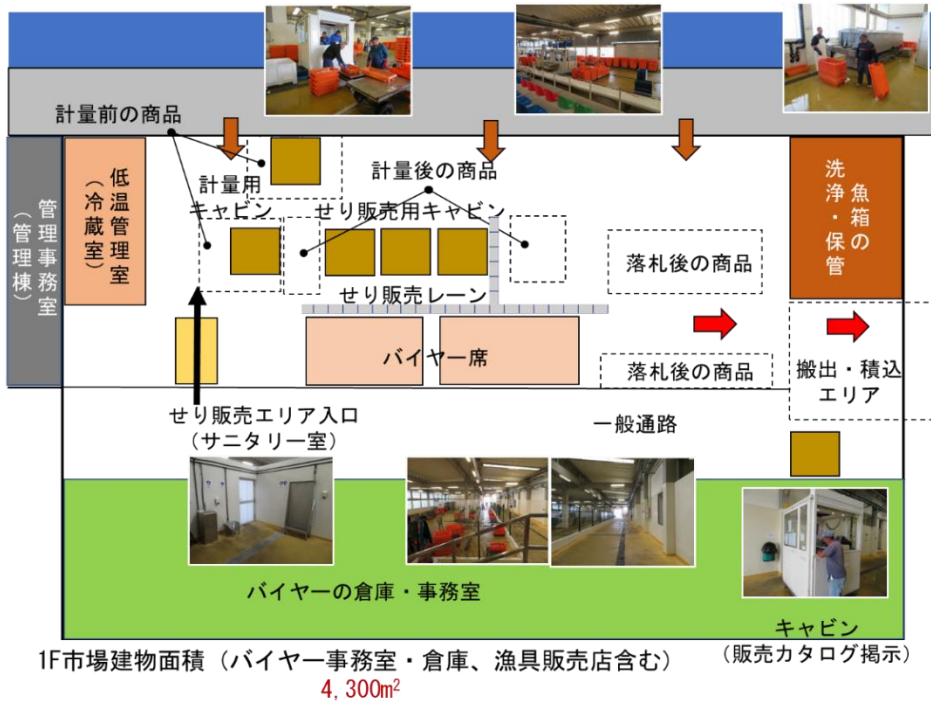 計量前の商品
管理事務室
（管理棟）
低温管理室
（冷蔵室）
計量用
キャビン
計量後の商品
せり販売用キャビン
せり販売レーン
バイヤー席
落札後の商品
落札後の商品
魚箱の
洗浄・保管
搬出・積込
エリア
せり販売エリア入口
（サニタリー室）
一般通路
バイヤーの倉庫・事務室
キャビン
（販売カタログ掲示）
1F市場建物面積（バイヤー事務室・倉庫、漁具販売店含む）
4,300m²